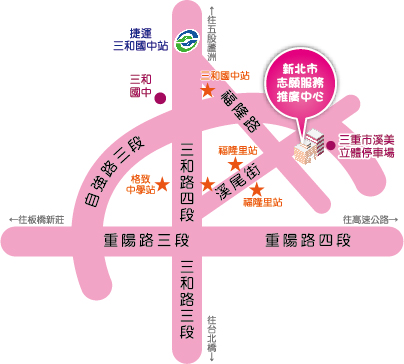 ←往五股蘆洲
捷運
三和國中站
三和
國中
三和國中站
新北市
志願服務
推廣中心
福隆路
自強路三段
三和路四段
福隆里站
三重市溪美
立體停車場
格致
中學站
溪尾街
福隆里站
←往板橋新莊
往高速公路→
重陽路三段
重陽路四段
三和路三段
往台北橋→